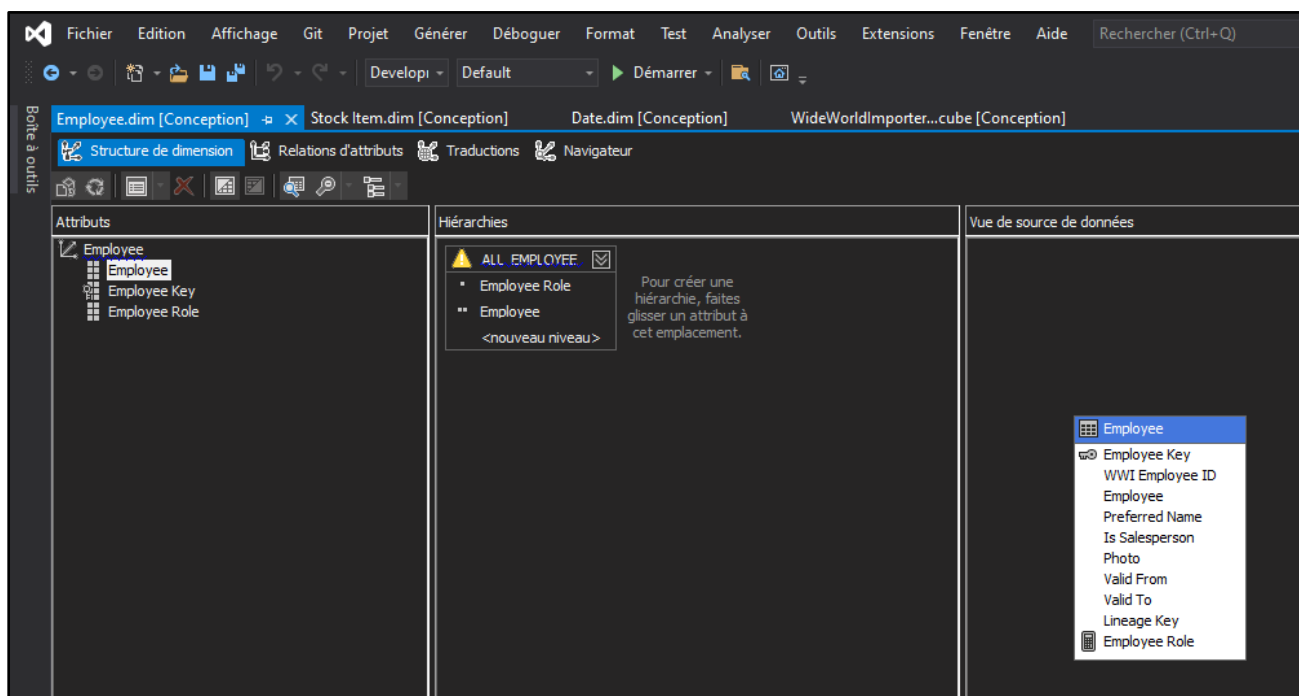 Fichier Edition Affichage Git Projet Générer Déboguer Format Test Analyser Outils Extensions Fenêtre Aide Rechercher (Ctrl+Q)
Developi Default Démarrer
Boîte à outils
Employee.dim [Conception] Stock Item.dim [Conception] Date.dim [Conception] WideWorldImporter...cube [Conception]
Structure de dimension Relations d'attributs Traductions Navigateur
Attributs Hiérarchies Vue de source de données
Employee
Employee
Employee Key
Employee Role
ALL_EMPLOYEE
Employee Role
Employee
<nouveau niveau>
Pour créer une
hiérarchie, faites
glisser un attribut à
cet emplacement.
Employee
Employee Key
WWI Employee ID
Employee
Preferred Name
Is Salesperson
Photo
Valid From
Valid To
Lineage Key
Employee Role